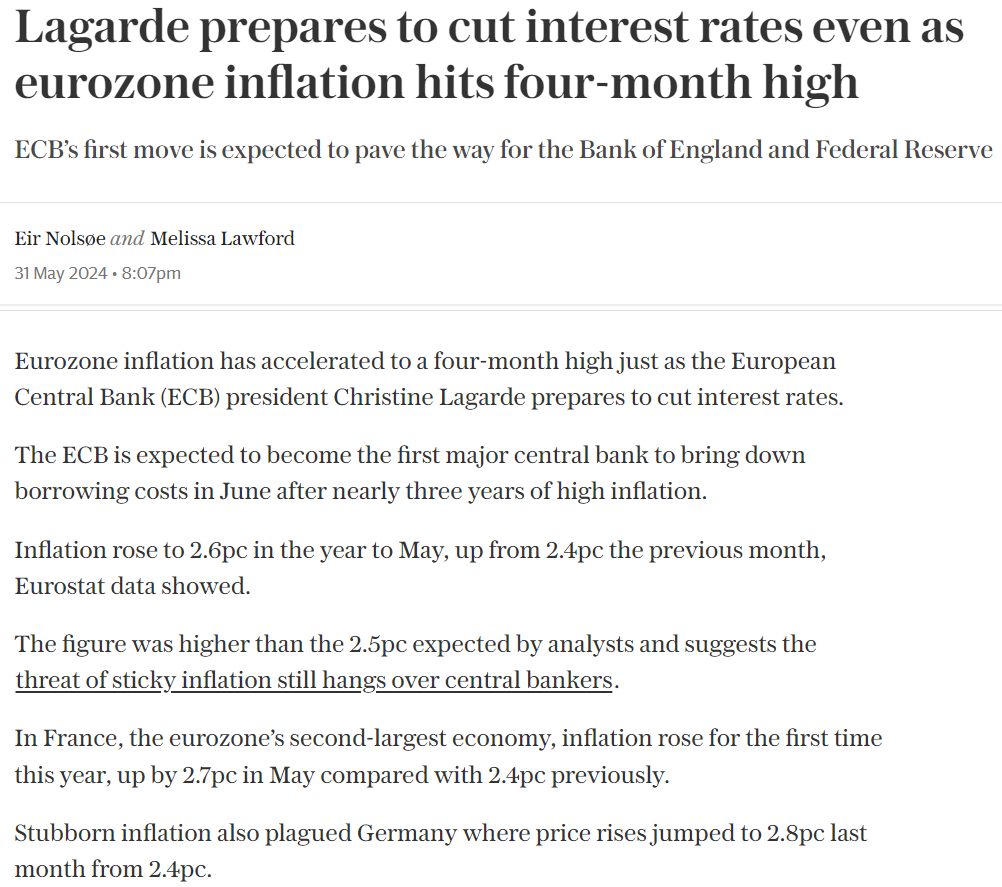 Lagarde prepares to cut interest rates even as
eurozone inflation hits four-month high
ECB's first move is expected to pave the way for the Bank of England and Federal Reserve
Eir Nolsøe and Melissa Lawford
31 May 2024 • 8:07pm
Eurozone inflation has accelerated to a four-month high just as the European
Central Bank (ECB) president Christine Lagarde prepares to cut interest rates.
The ECB is expected to become the first major central bank to bring down
borrowing costs in June after nearly three years of high inflation.
Inflation rose to 2.6pc in the year to May, up from 2.4pc the previous month,
Eurostat data showed.
The figure was higher than the 2.5pc expected by analysts and suggests the
threat of sticky inflation still hangs over central bankers.
In France, the eurozone's second-largest economy, inflation rose for the first time
this year, up by 2.7pc in May compared with 2.4pc previously.
Stubborn inflation also plagued Germany where price rises jumped to 2.8pc last
month from 2.4pc.